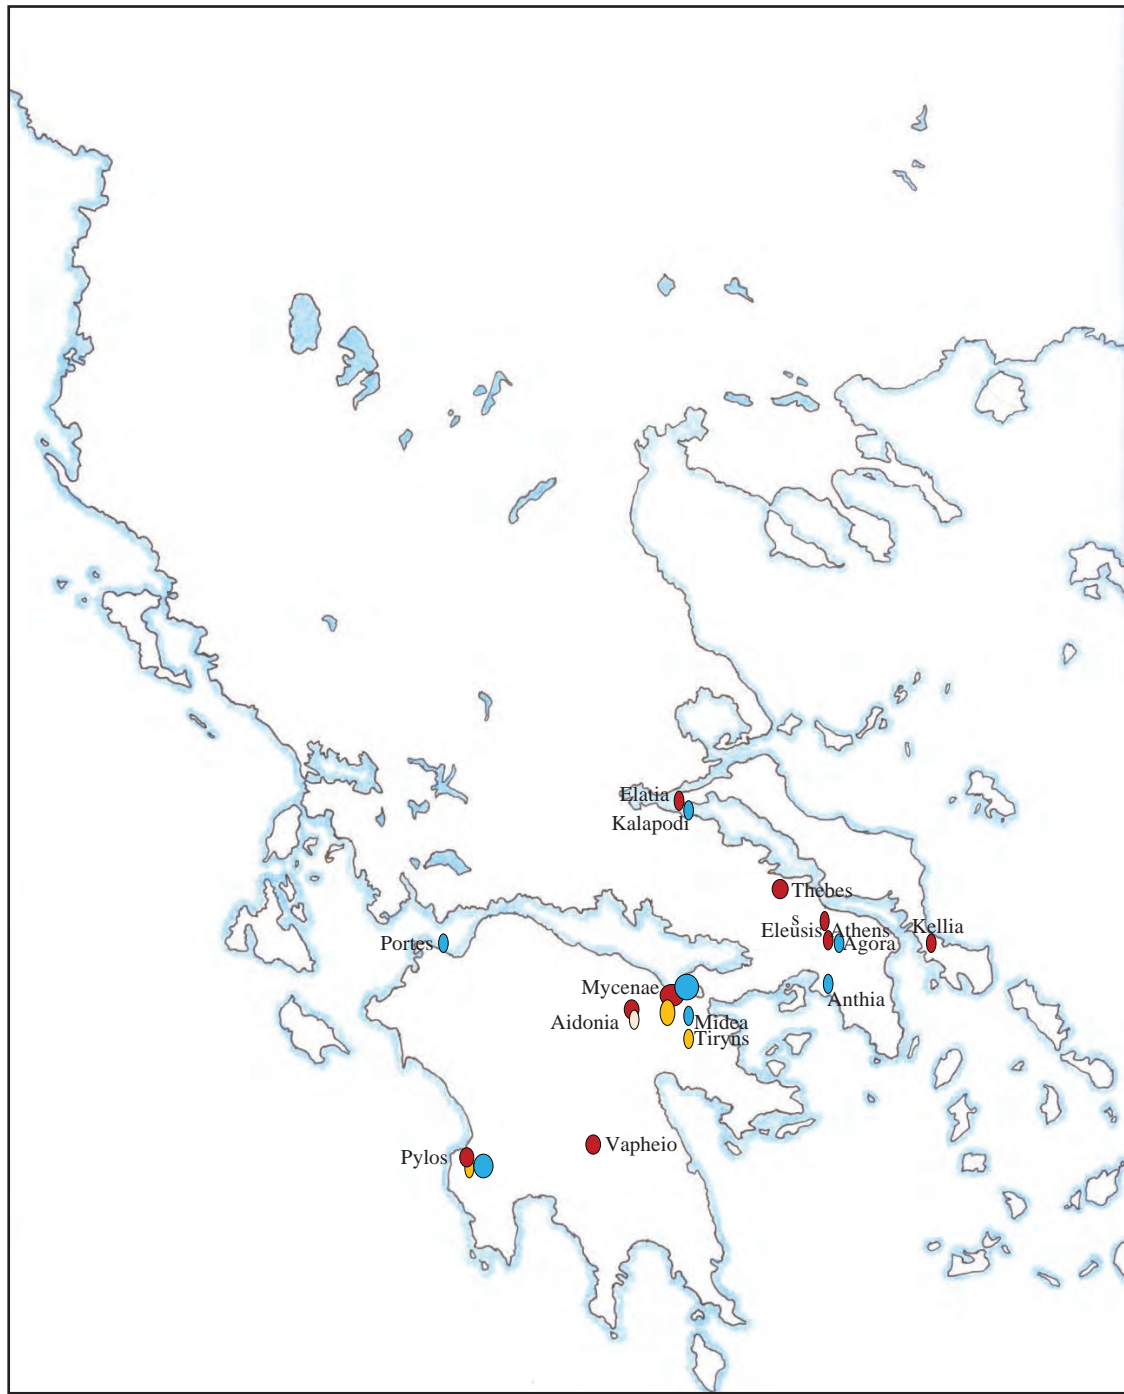 Elatia
Kalapodi
Thebes
s
Eleusis Athens
Kellia
Portes
Agora
Mycenae
Anthia
Aidonia
Midea
Tiryns
Vapheio
Pylos